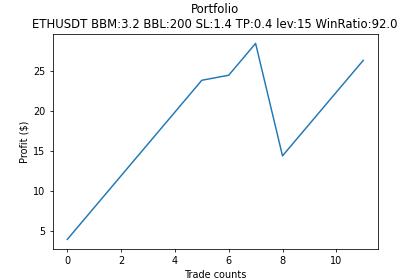 Portfolio
ETHUSDT BBM:3.2 BBL:200 SL:1.4 TP:0.4 lev:15 WinRatio:92.0
25
20
15
10
5
Profit ($)
0 2 4 6 8 10
Trade counts